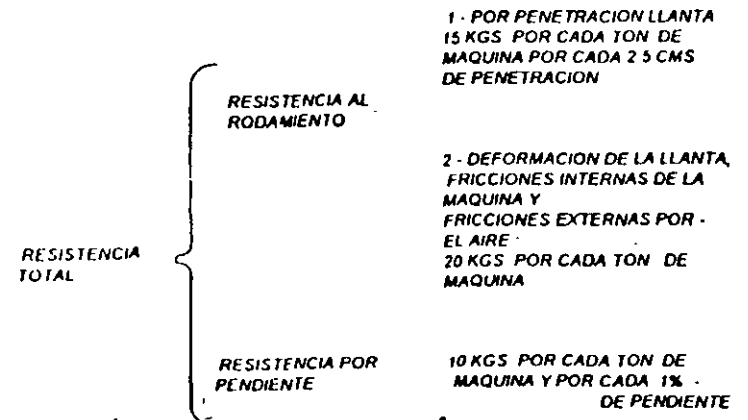 1 - POR PENETRACION LLANTA
15 KGS POR CADA TON DE
MAQUINA POR CADA 2 5 CMS
DE PENETRACION
RESISTENCIA AL
RODAMIENTO
2 - DEFORMACION DE LA LLANTA,
FRICCIONES INTERNAS DE LA
MAQUINA Y
FRICCIONES EXTERNAS POR -
EL AIRE -
20 KGS POR CADA TON DE
MAQUINA
RESISTENCIA
TOTAL
RESISTENCIA POR
PENDIENTE
10 KGS POR CADA TON DE
MAQUINA Y POR CADA 1% -
DE PENDIENTE